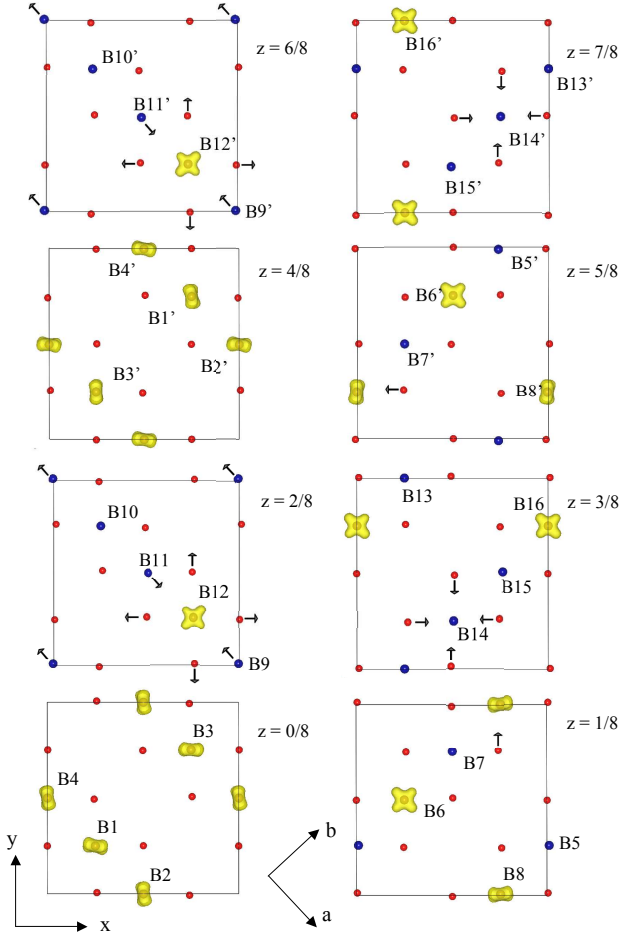 B10'
B11'
B12'
B9'
z = 6/8
B16'
z = 7/8
B13'
B14'
B15'
B4'
z = 4/8
B1'
B2'
B3'
B5'
z = 5/8
B6'
B7'
B8'
z = 2/8
B10
B11
B12
B9
B13
B16
z = 3/8
B15
B14
z = 0/8
B3
B4
B1
B2
z = 1/8
B7
B6
B5
B8
y
x
b
a